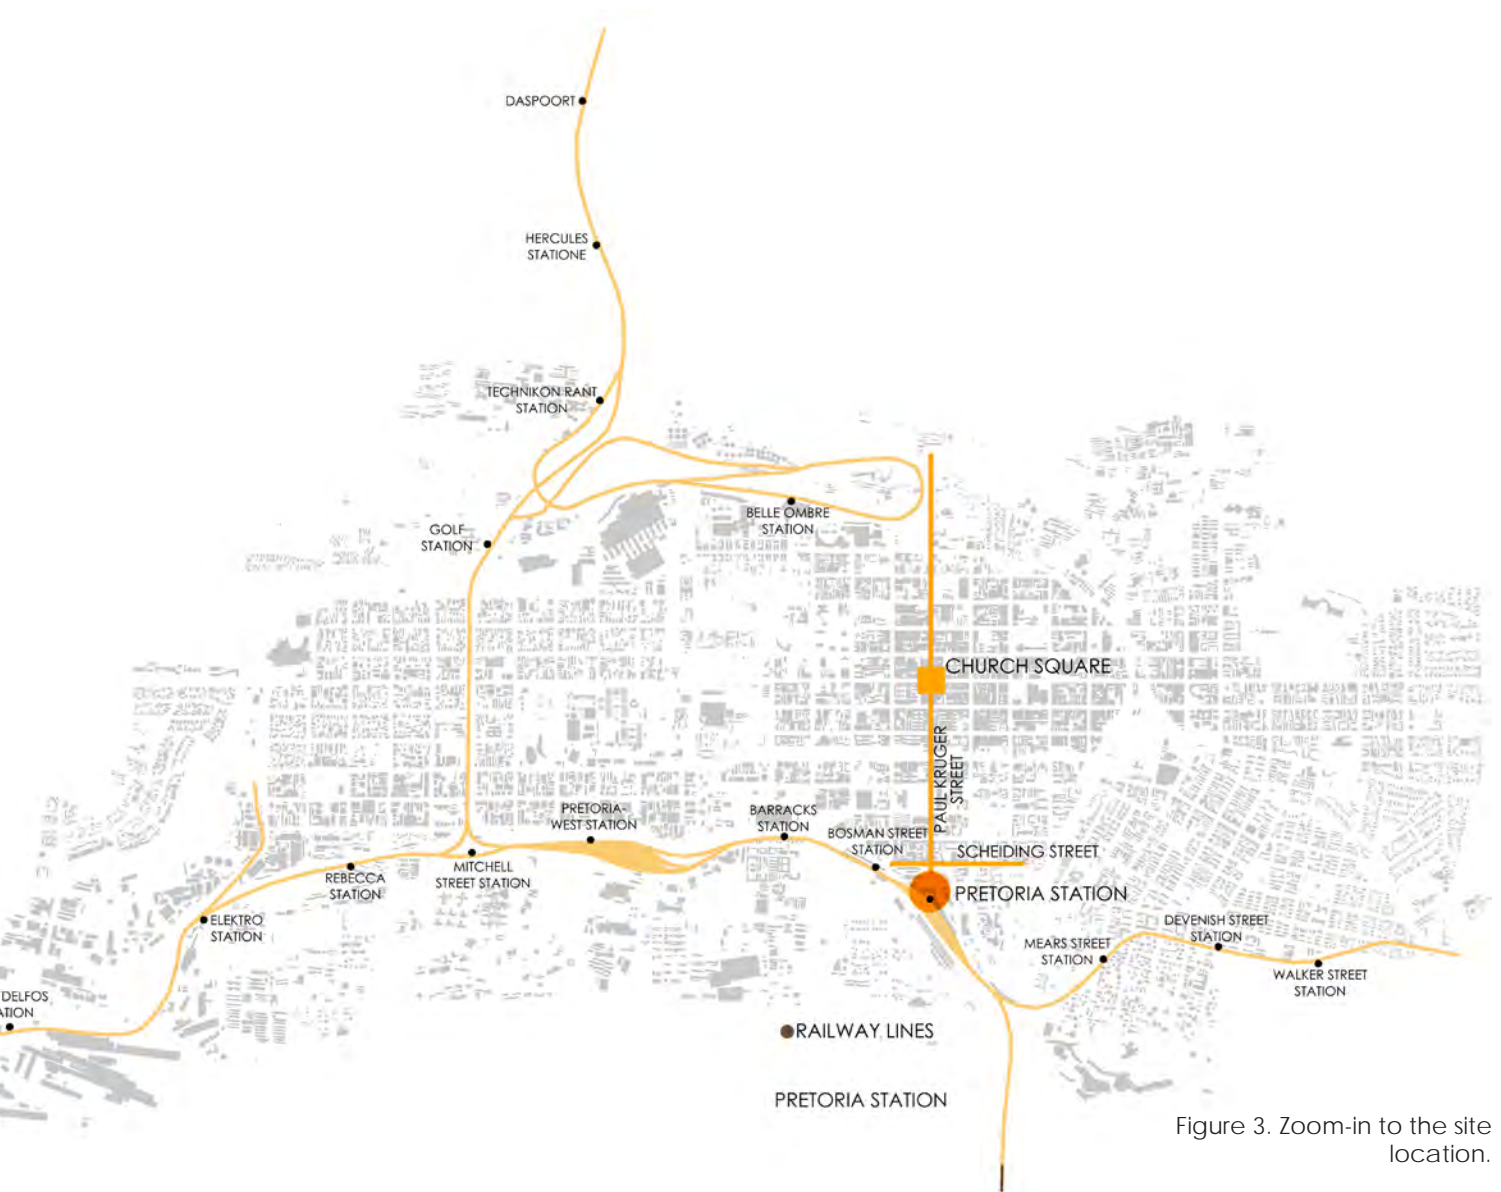 DASPOORT
HERCULES
STATIONE
TECHNIKON RANT
STATION
BELLE OMBRE
STATION
GOLF
STATION
CHURCH SQUARE
PAUL KRUGER
STREET
PRETORIA-
WEST STATION
BARRACKS
STATION
BOSMAN STREET
STATION
SCHEIDING STREET
MITCHELL
STREET STATION
REBECCA
STATION
PRETORIA STATION
ELEKTRO
STATION
DEVENISH STREET
STATION
MEARS STREET
STATION
WALKER STREET
STATION
DELFOS
ATION
RAILWAY LINES
PRETORIA STATION
Figure 3. Zoom-in to the site
location.